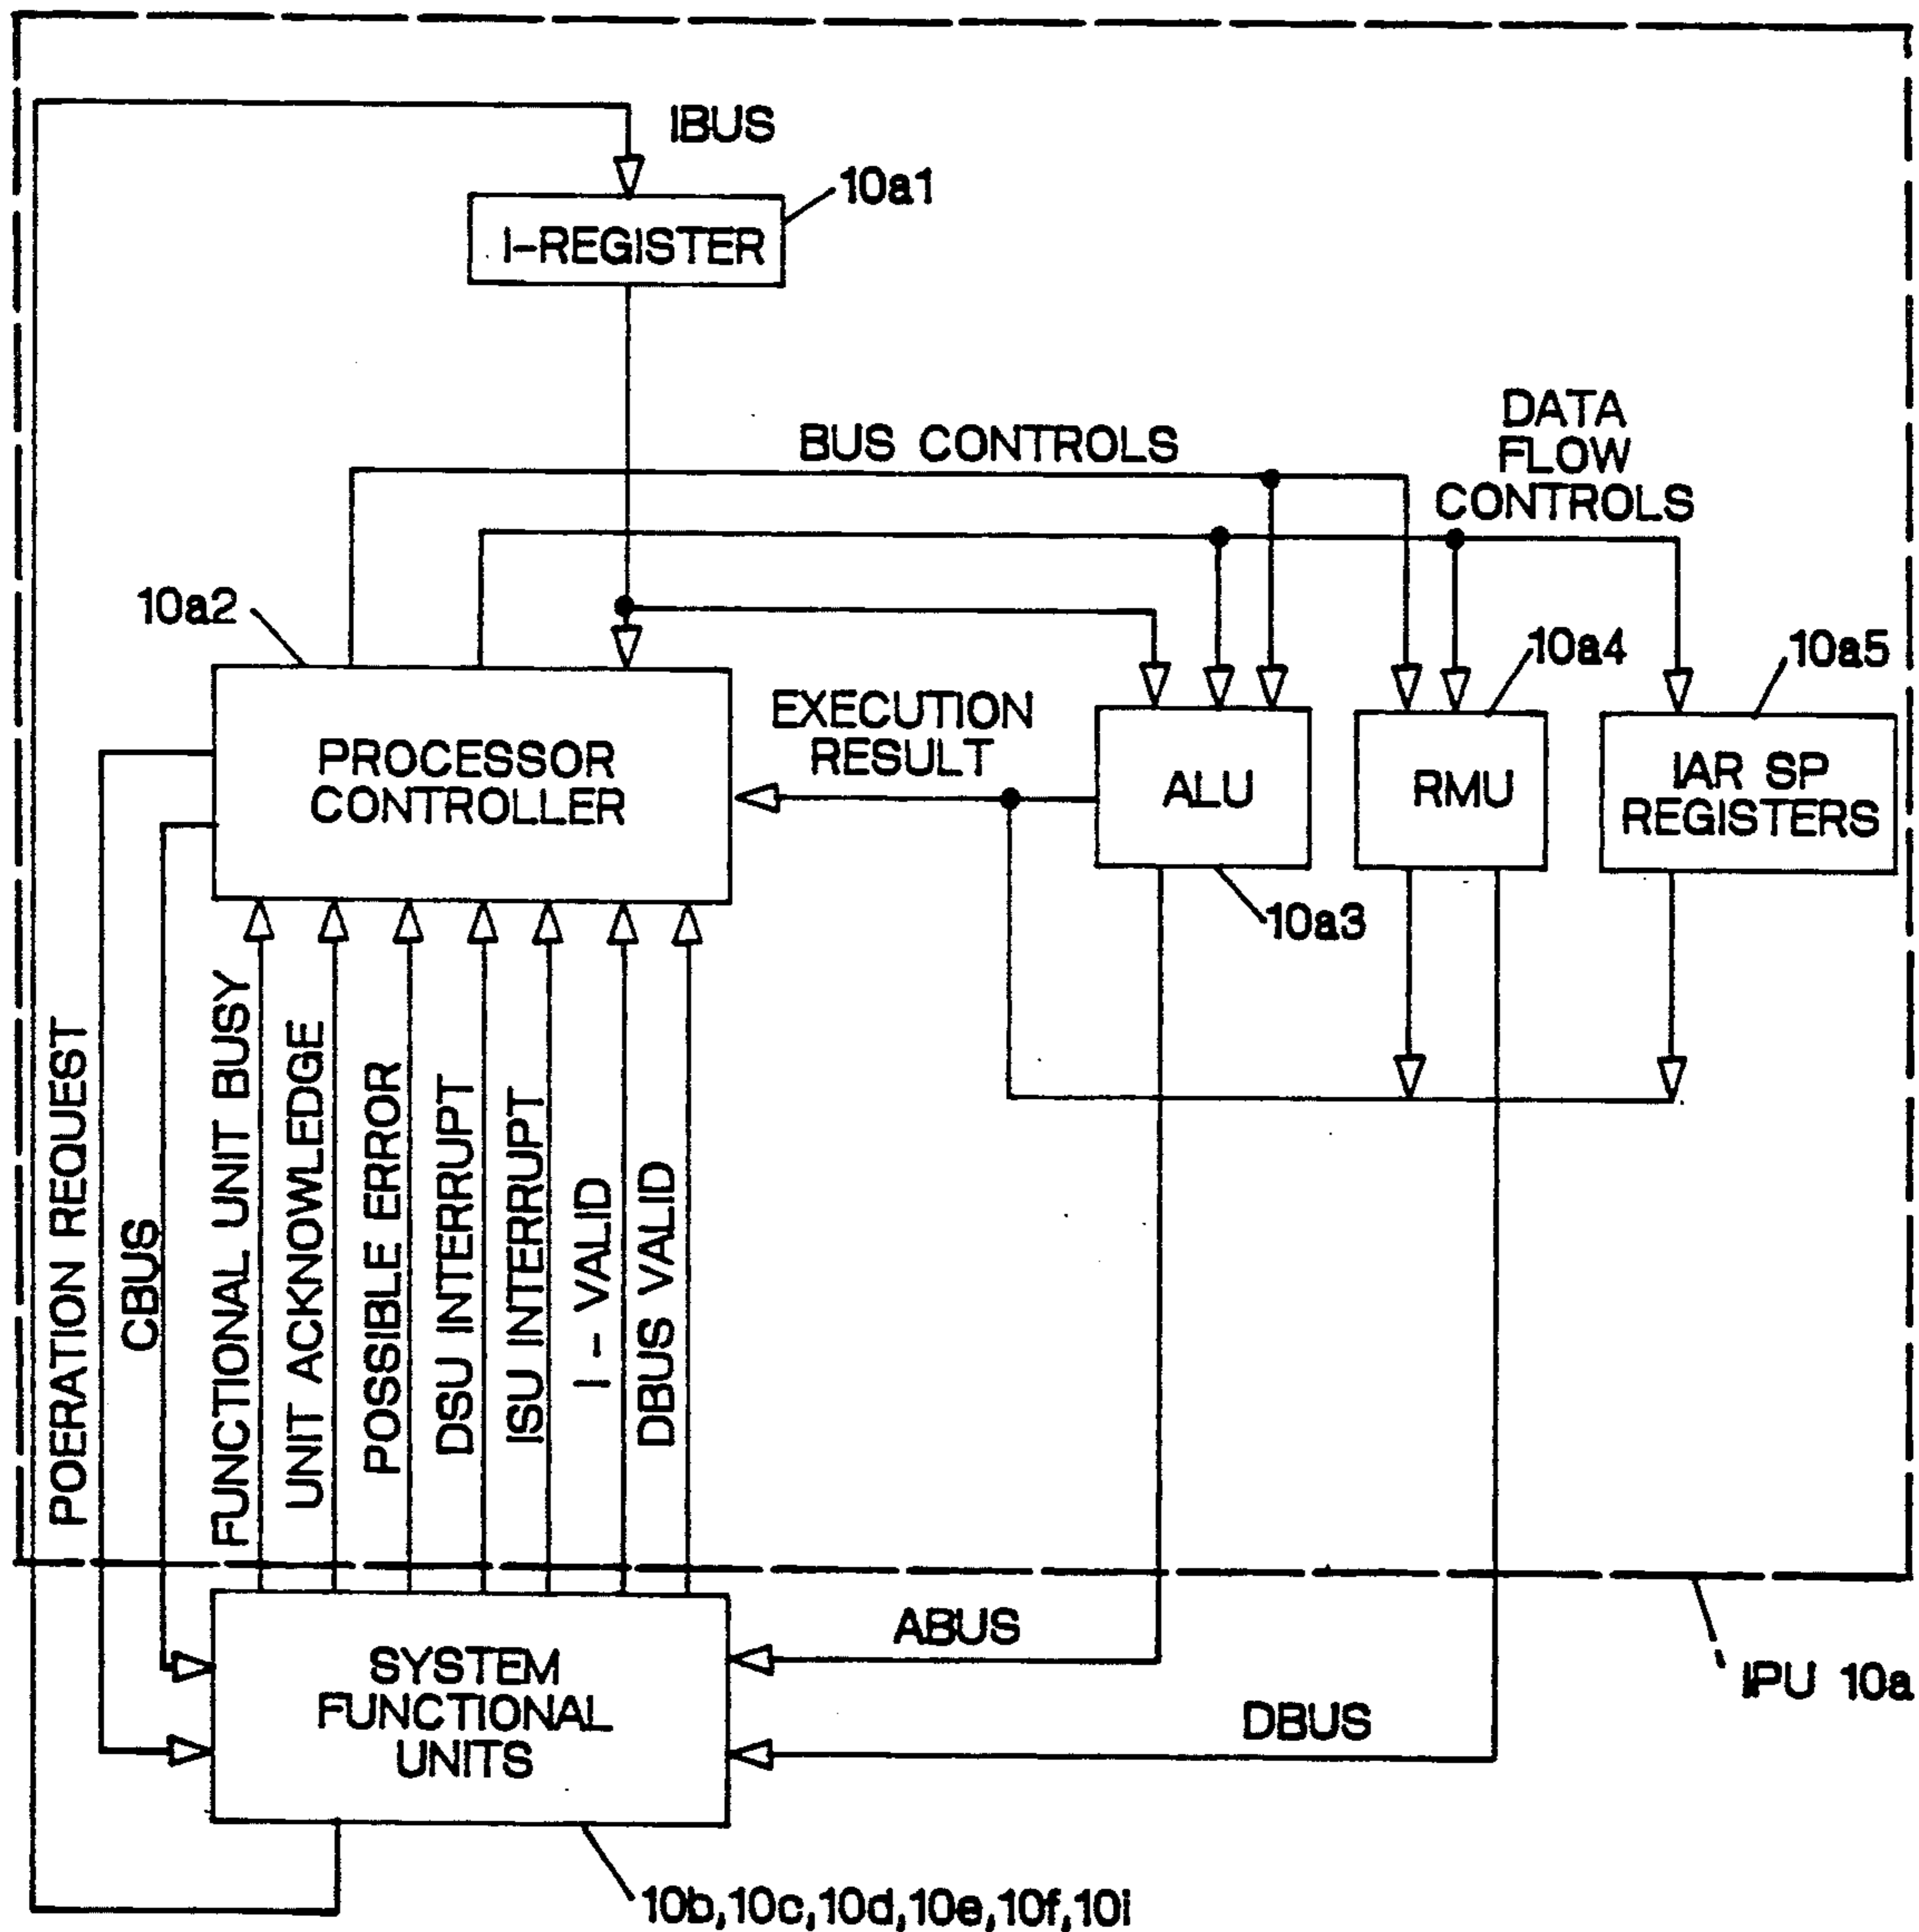 IBUS
10a1
I-REGISTER
BUS CONTROLS
DATA
FLOW
CONTROLS
10a2
10a4
10a5
PROCESSOR
CONTROLLER
EXECUTION
RESULT
ALU
RMU
IAR SP
REGISTERS
10a3
POERATION REQUEST
CBUS
FUNCTIONAL UNIT BUSY
UNIT ACKNOWLEDGE
POSSIBLE ERROR
DSU INTERRUPT
ISU INTERRUPT
I - VALID
DBUS VALID
SYSTEM
FUNCTIONAL
UNITS
ABUS
DBUS
IPU 10a
10b,10c,10d,10e,10f,10i